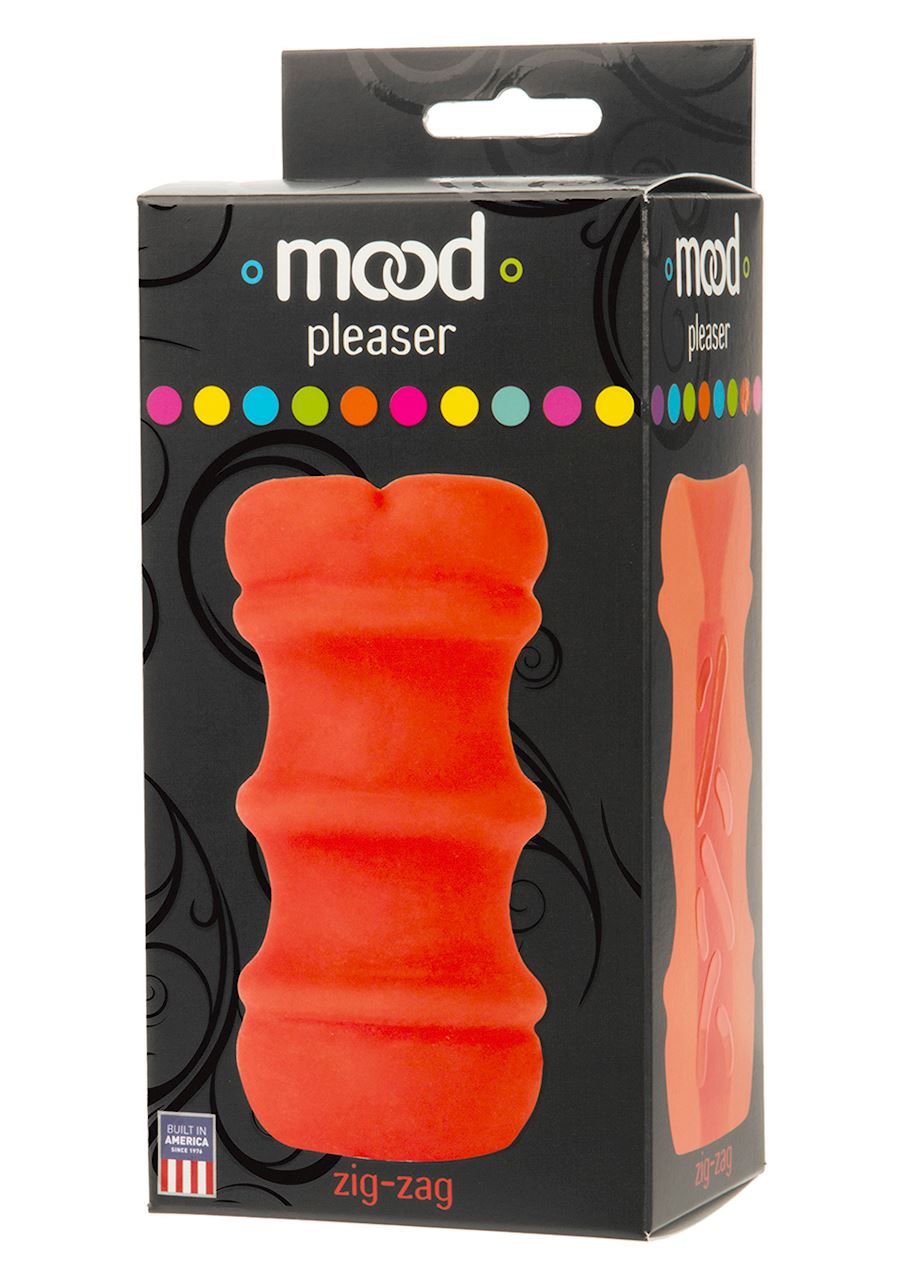 mood
pleaser
zig-zag
BUILT IN
AMERICA
SINCE 1976
mood
pleaser
zig-zag